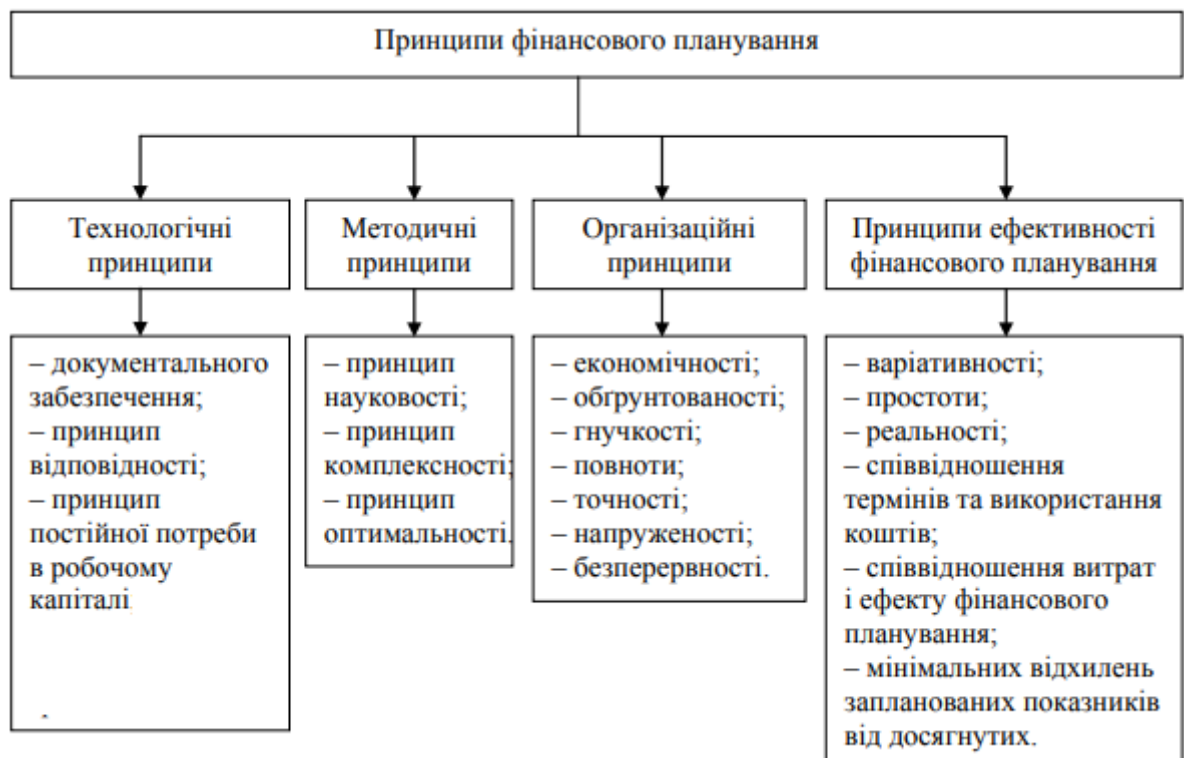 Принципи фінансового планування
Технологічні
принципи
Методичні
принципи
Організаційні
принципи
Принципи ефективності
фінансового планування
– документального
забезпечення;
– принцип
відповідності;
– принцип
постійної потреби
в робочому
капіталі
– принцип
науковості;
– принцип
комплексності;
– принцип
оптимальності.
– економічності;
– обґрунтованості;
– гнучкості;
– повноти;
– точності;
– напруженості;
– безперервності.
– варіативності;
– простоти;
– реальності;
– співвідношення
термінів та використання
коштів;
– співвідношення витрат
і ефекту фінансового
планування;
– мінімальних відхилень
запланованих показників
від досягнутих.